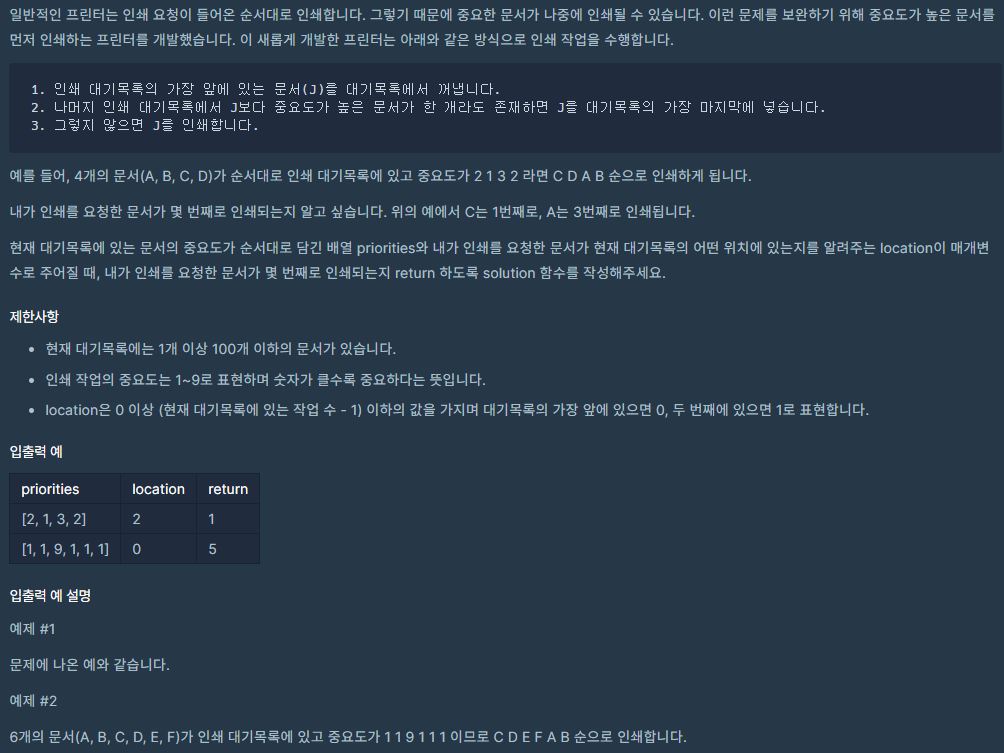 일반적인 프린터는 인쇄 요청이 들어온 순서대로 인쇄합니다. 그렇기 때문에 중요한 문서가 나중에 인쇄될 수 있습니다. 이런 문제를 보완하기 위해 중요도가 높은 문서를
먼저 인쇄하는 프린터를 개발했습니다. 이 새롭게 개발한 프린터는 아래와 같은 방식으로 인쇄 작업을 수행합니다.
1. 인쇄 대기목록의 가장 앞에 있는 문서(J)를 대기목록에서 꺼냅니다.
2. 나머지 인쇄 대기목록에서 J보다 중요도가 높은 문서가 한 개라도 존재하면 J를 대기목록의 가장 마지막에 넣습니다.
3. 그렇지 않으면 J를 인쇄합니다.
예를 들어, 4개의 문서(A, B, C, D)가 순서대로 인쇄 대기목록에 있고 중요도가 2 1 3 2 라면 C D A B 순으로 인쇄하게 됩니다.
내가 인쇄를 요청한 문서가 몇 번째로 인쇄되는지 알고 싶습니다. 위의 예에서 C는 1번째로, A는 3번째로 인쇄됩니다.
현재 대기목록에 있는 문서의 중요도가 순서대로 담긴 배열 priorities와 내가 인쇄를 요청한 문서가 현재 대기목록의 어떤 위치에 있는지를 알려주는 location이 매개변
수로 주어질 때, 내가 인쇄를 요청한 문서가 몇 번째로 인쇄되는지 return 하도록 solution 함수를 작성해주세요.
제한사항
• 현재 대기목록에는 1개 이상 100개 이하의 문서가 있습니다.
• 인쇄 작업의 중요도는 1~9로 표현하며 숫자가 클수록 중요하다는 뜻입니다.
• location은 0 이상 (현재 대기목록에 있는 작업 수 - 1) 이하의 값을 가지며 대기목록의 가장 앞에 있으면 0, 두 번째에 있으면 1로 표현합니다.
입출력 예
priorities location return
[2, 1, 3, 2] 2 1
[1, 1, 9, 1, 1, 1] 0 5
입출력 예 설명
예제 #1
문제에 나온 예와 같습니다.
예제 #2
6개의 문서(A, B, C, D, E, F)가 인쇄 대기목록에 있고 중요도가 1 1 9 1 1 1 이므로 C D E F A B 순으로 인쇄합니다.